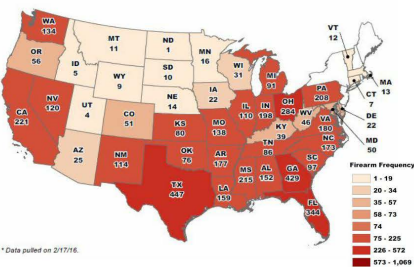 WA
134
OR
56
CA
221
NV
120
ID
5
MT
11
WY
9
UT
4
AZ
25
CO
51
NM
114
ND
1
SD
10
NE
14
KS
80
OK
76
TX
447
MN
16
IA
22
MO
138
AR
177
LA
159
WI
31
IL
110
MI
91
IN
198
OH
284
KY
39
TN
86
MS
215
AL
152
GA
429
FL
344
SC
97
NC
173
VA
180
WV
46
PA
208
VT
12
MA
13
CT
7
DE
22
MD
50
Firearm Frequency
1 - 19
20 - 34
35 - 57
58 - 73
74
75 - 225
226 - 572
573 - 1,069
* Data pulled on 2/17/16.